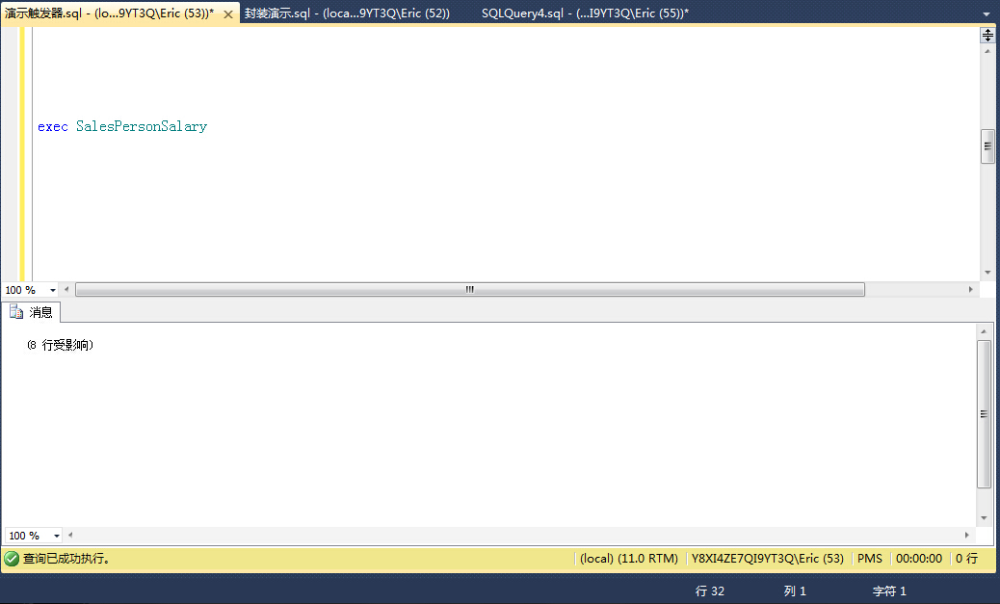 演示触发器.sql - (lo...9YT3Q\Eric (53))* 封装演示.sql - (loca...9YT3Q\Eric (52)) SQLQuery4.sql - (...I9YT3Q\Eric (55))*
exec SalesPersonSalary
100 %
消息
(8 行受影响)
100 %
查询已成功执行。 (local) (11.0 RTM) Y8XI4ZE7QI9YT3Q\Eric (53) PMS 00:00:00 0 行
行 32 列 1 字符 1